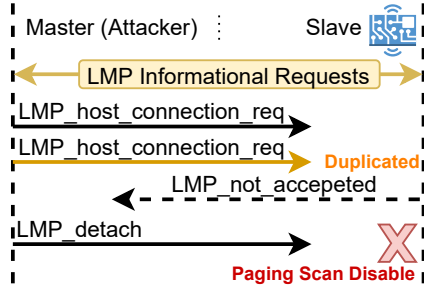 Master (Attacker) Slave
LMP Informational Requests
LMP_host_connection_req
LMP_host_connection_req
Duplicated
LMP_not_accepeted
LMP_detach
X
Paging Scan Disable